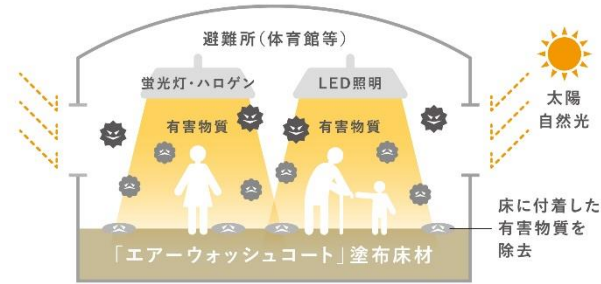 避難所(体育館等)
蛍光灯・ハロゲン
LED照明
太陽
自然光
有害物質
有害物質
床に付着した
有害物質を
除去
「エアーウォッシュコート」塗布床材